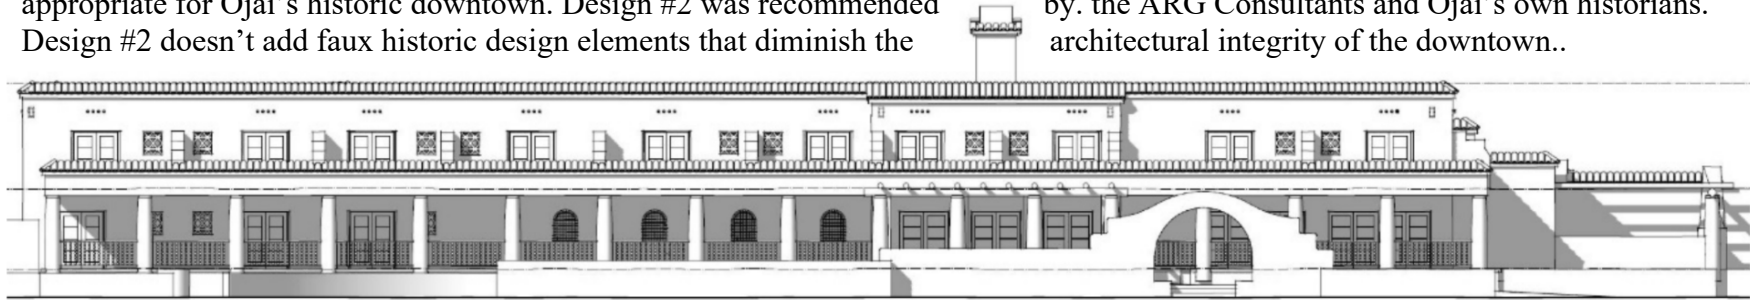 appropriate for Ojai’s historic downtown. Design #2 was recommended by. the ARG Consultants and Ojai’s own historians.
Design #2 doesn’t add faux historic design elements that diminish the architectural integrity of the downtown..